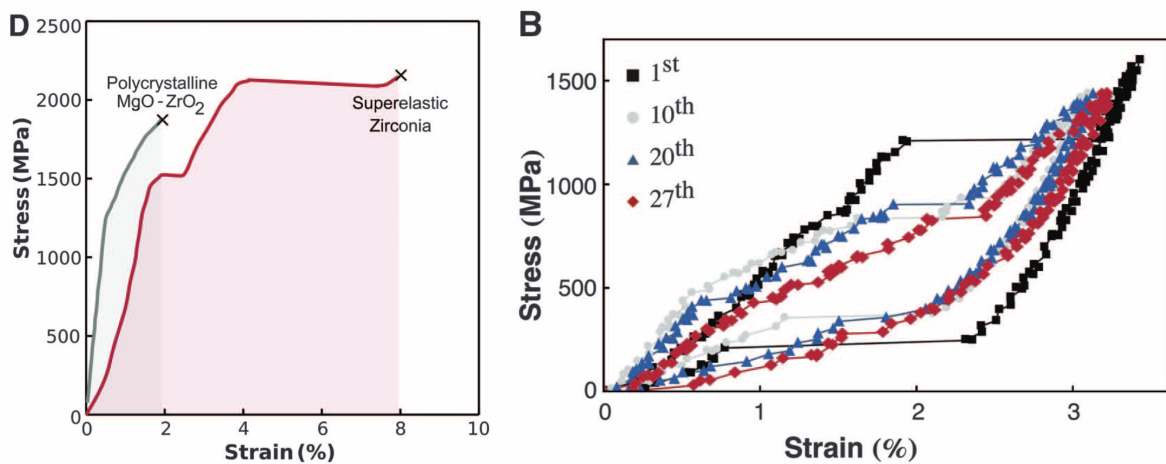 D
2500
2000
1500
1000
500
0
Stress (MPa)
0 2 4 6 8 10
Strain (%)
Polycrystalline
MgO-ZrO2
Superelastic
Zirconia
B
1500
1000
500
0
Stress (MPa)
0 1 2 3
Strain (%)
1st
10th
20th
27th